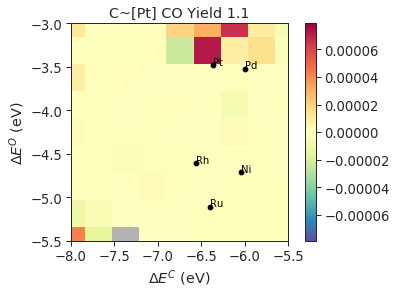 C~[Pt] CO Yield 1.1
−3.0
−3.5
−4.0
−4.5
−5.0
−5.5
ΔE^O (eV)
Pt
Pd
Rh
Ni
Ru
−8.0 −7.5 −7.0 −6.5 −6.0 −5.5
ΔE^C (eV)
0.00006
0.00004
0.00002
0.00000
−0.00002
−0.00004
−0.00006